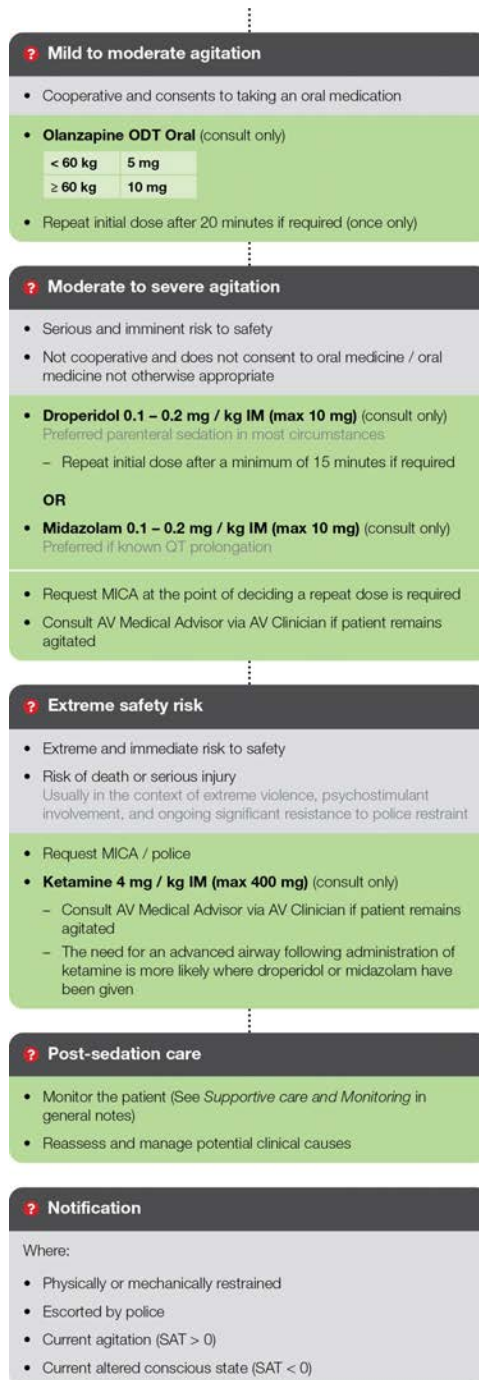 ? Mild to moderate agitation
• Cooperative and consents to taking an oral medication
• Olanzapine ODT Oral (consult only)
< 60 kg 5 mg
≥ 60 kg 10 mg
• Repeat initial dose after 20 minutes if required (once only)
? Moderate to severe agitation
• Serious and imminent risk to safety
• Not cooperative and does not consent to oral medicine / oral
medicine not otherwise appropriate
• Droperidol 0.1 – 0.2 mg / kg IM (max 10 mg) (consult only)
Preferred parenteral sedation in most circumstances
– Repeat initial dose after a minimum of 15 minutes if required
OR
• Midazolam 0.1 – 0.2 mg / kg IM (max 10 mg) (consult only)
Preferred if known QT prolongation
• Request MICA at the point of deciding a repeat dose is required
• Consult AV Medical Advisor via AV Clinician if patient remains
agitated
? Extreme safety risk
• Extreme and immediate risk to safety
• Risk of death or serious injury
Usually in the context of extreme violence, psychostimulant
involvement, and ongoing significant resistance to police restraint
• Request MICA / police
• Ketamine 4 mg / kg IM (max 400 mg) (consult only)
– Consult AV Medical Advisor via AV Clinician if patient remains
agitated
– The need for an advanced airway following administration of
ketamine is more likely where droperidol or midazolam have
been given
? Post-sedation care
• Monitor the patient (See Supportive care and Monitoring in
general notes)
• Reassess and manage potential clinical causes
? Notification
Where:
• Physically or mechanically restrained
• Escorted by police
• Current agitation (SAT > 0)
• Current altered conscious state (SAT < 0)